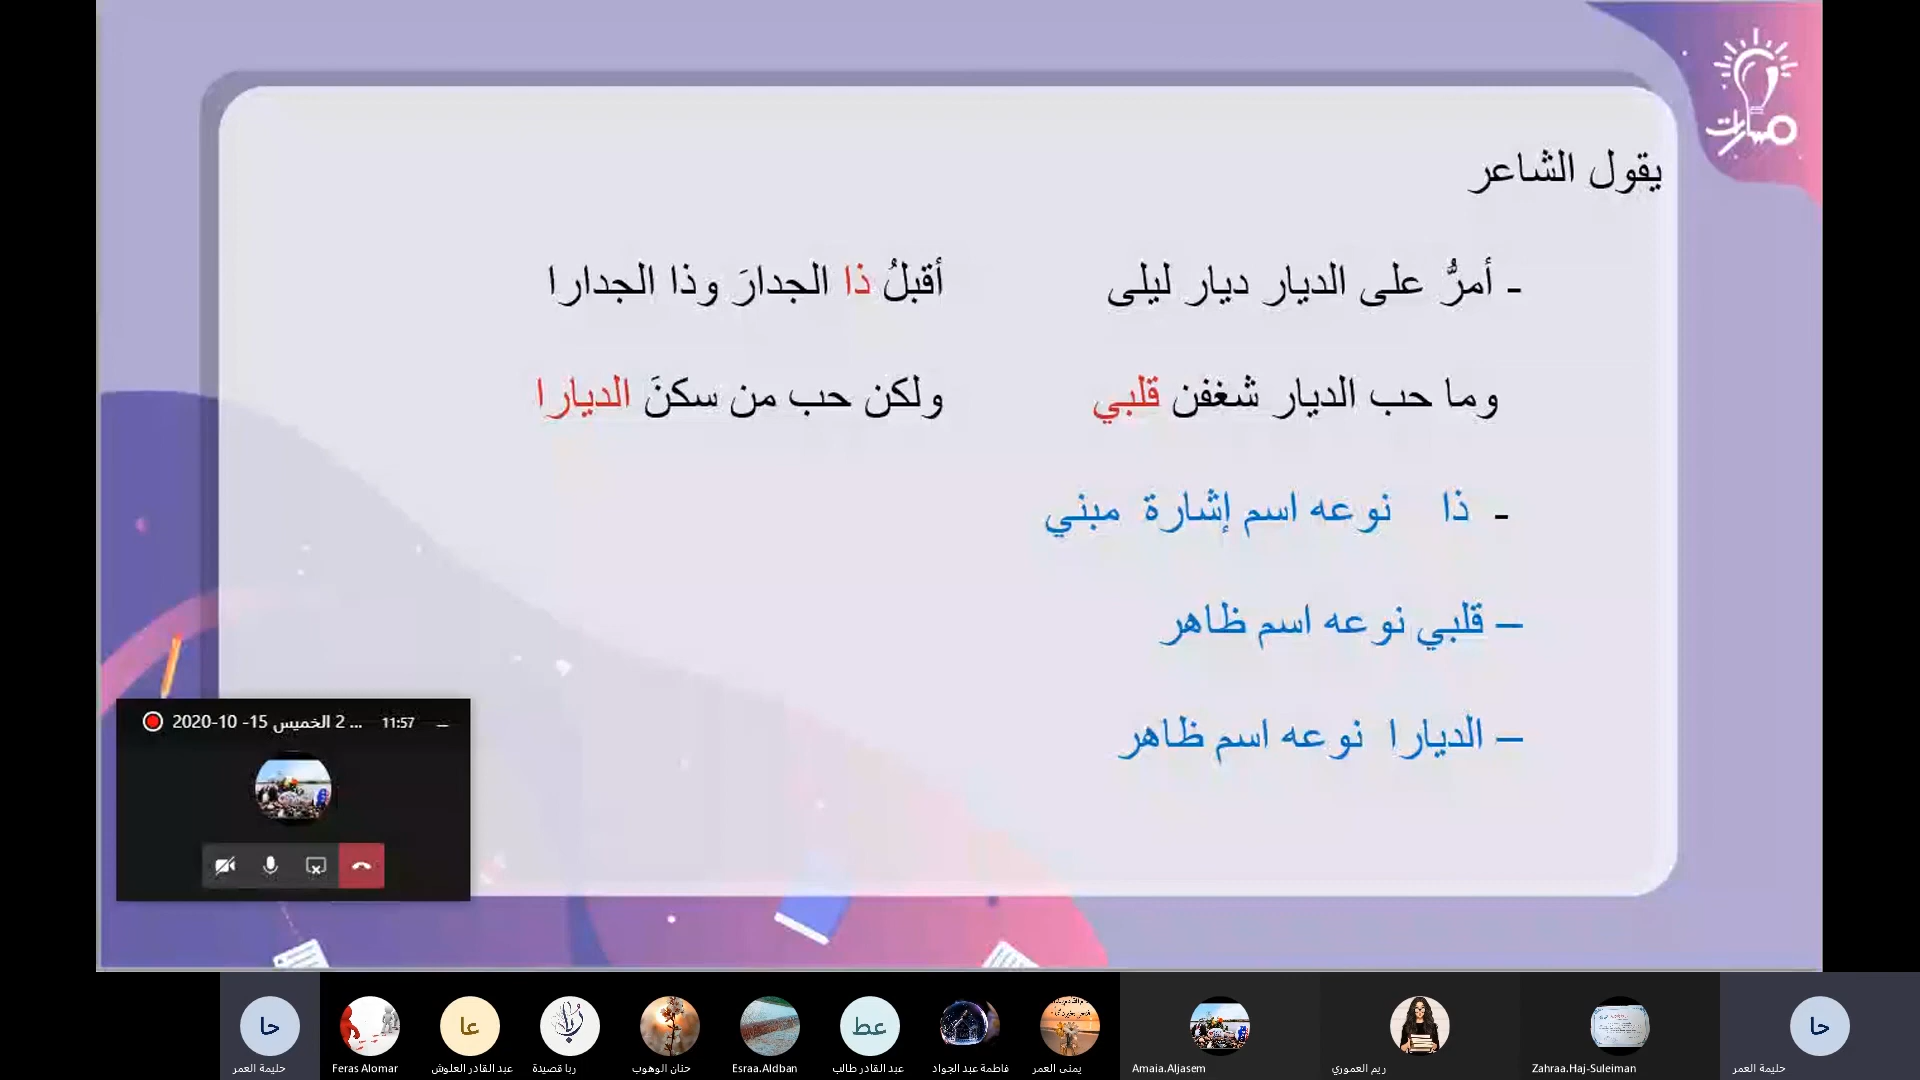 مسارات
يقول الشاعر
- أمرُّ على الديار ديار ليلى أقبلُ ذا الجدارَ وذا الجدارا
وما حب الديار شغفن قلبي ولكن حب من سكنَ الديارا
- ذا نوعه اسم إشارة مبني
– قلبي نوعه اسم ظاهر
– الديارا نوعه اسم ظاهر
2020-10 -15 الخميس 2 ... 11:57
حا
عا
عط
حا
حليمة العمر
Feras Alomar
عبد القادر العلوش
ربا قصيدة
حنان الوهوب
Esraa.Aldban
عبد القادر طالب
فاطمة عبد الجواد
يمنى العمر
Amaia.Aljasem
ريم العموري
Zahraa.Haj-Suleiman
حليمة العمر